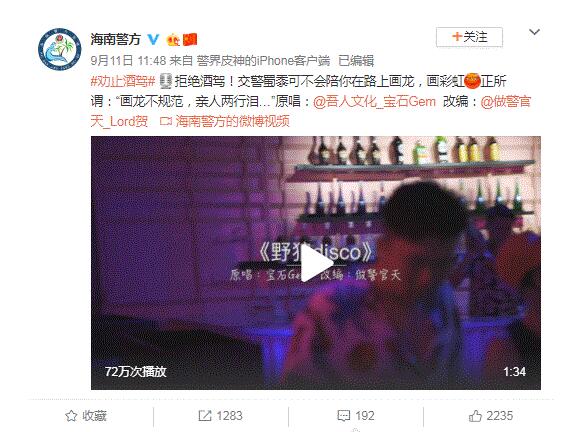 海南警方
+关注
9月11日 11:48 来自 警界皮神的iPhone客户端 已编辑
#劝止酒驾# 拒绝酒驾！交警蜀黍可不会陪你在路上画龙，画彩虹 正所
谓：“画龙不规范，亲人两行泪…”原唱：@吾人文化_宝石Gem 改编：@做警官
天_Lord贺 海南警方的微博视频
《野狼disco》
原唱：宝石Gem 改编：做警官天
72万次播放
1:34
收藏
1283
192
2235